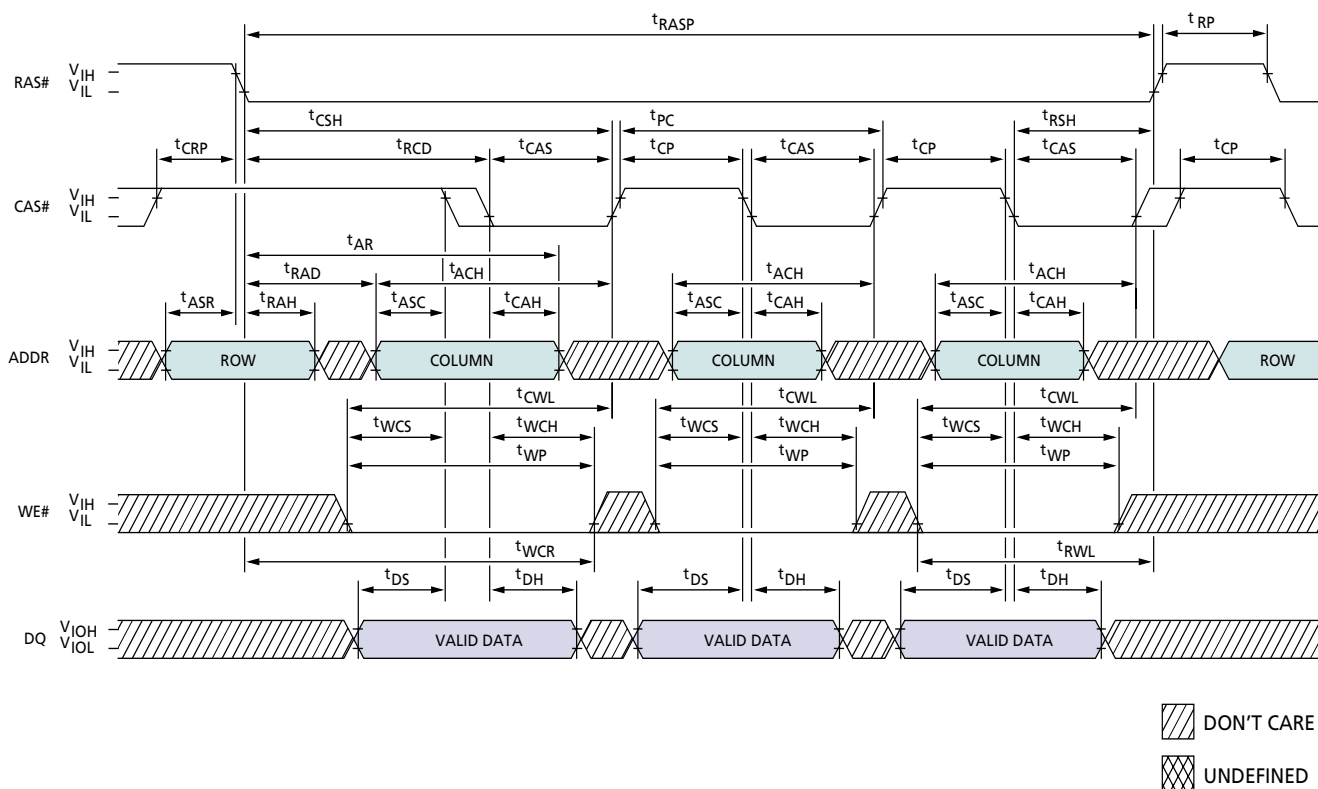 tRASP tRP
RAS# VIH
VIL
tCSH tPC tRSH
tCRP tRCD tCAS tCP tCAS tCP tCAS tCP
CAS# VIH
VIL
tAR
tRAD tACH tACH tACH
tASR tRAH tASC tCAH tASC tCAH tASC tCAH
ADDR VIH
VIL
ROW COLUMN COLUMN COLUMN ROW
tCWL tCWL tCWL
tWCS tWCH tWCS tWCH tWCS tWCH
tWP tWP tWP
WE# VIH
VIL
tWCR tRWL
tDS tDH tDS tDH tDS tDH
DQ VIOH
VIOL
VALID DATA VALID DATA VALID DATA
DON'T CARE
UNDEFINED